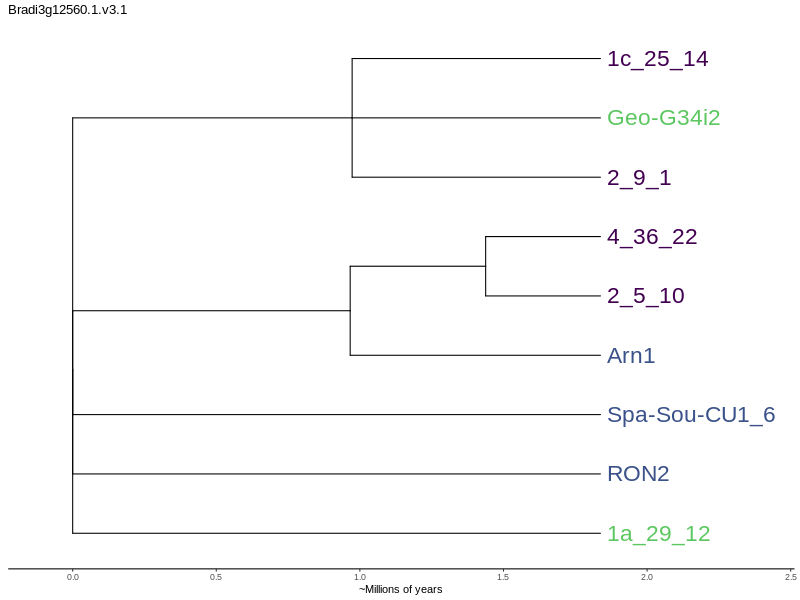 Bradi3g12560.1.v3.1
1c_25_14
Geo-G34i2
2_9_1
4_36_22
2_5_10
Arn1
Spa-Sou-CU1_6
RON2
1a_29_12
0.0 0.5 1.0 1.5 2.0 2.5
~Millions of years